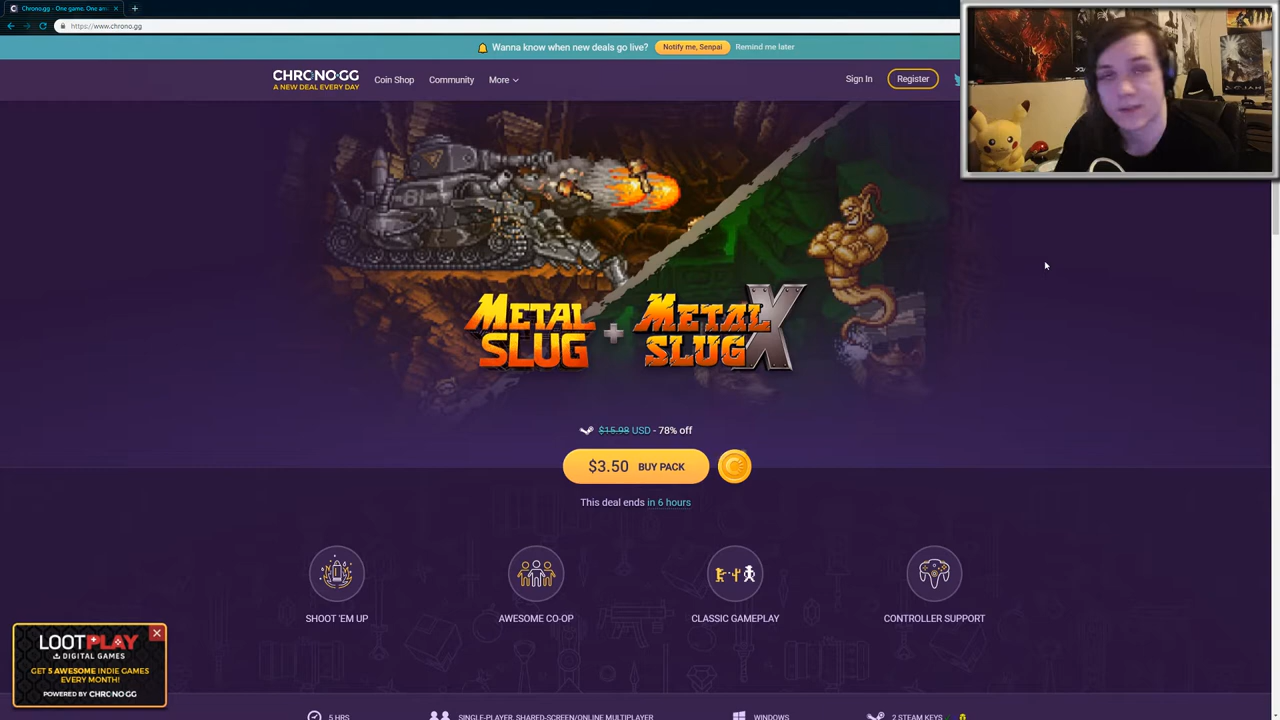 Chrono.gg - One game. One am
https://www.chrono.gg
Wanna know when new deals go live?
Notify me, Senpai
Remind me later
CHRONO.GG
A NEW DEAL EVERY DAY
Coin Shop
Community
More
Sign In
Register
METAL SLUG
+
METAL SLUG X
$15.98 USD - 78% off
$3.50 BUY PACK
This deal ends in 6 hours
SHOOT 'EM UP
AWESOME CO-OP
CLASSIC GAMEPLAY
CONTROLLER SUPPORT
LOOTPLAY
DIGITAL GAMES
GET 5 AWESOME INDIE GAMES
EVERY MONTH!
POWERED BY CHRONO.GG
5 HRS
SINGLE-PLAYER, SHARED-SCREEN/ONLINE MULTIPLAYER
WINDOWS
2 STEAM KEYS